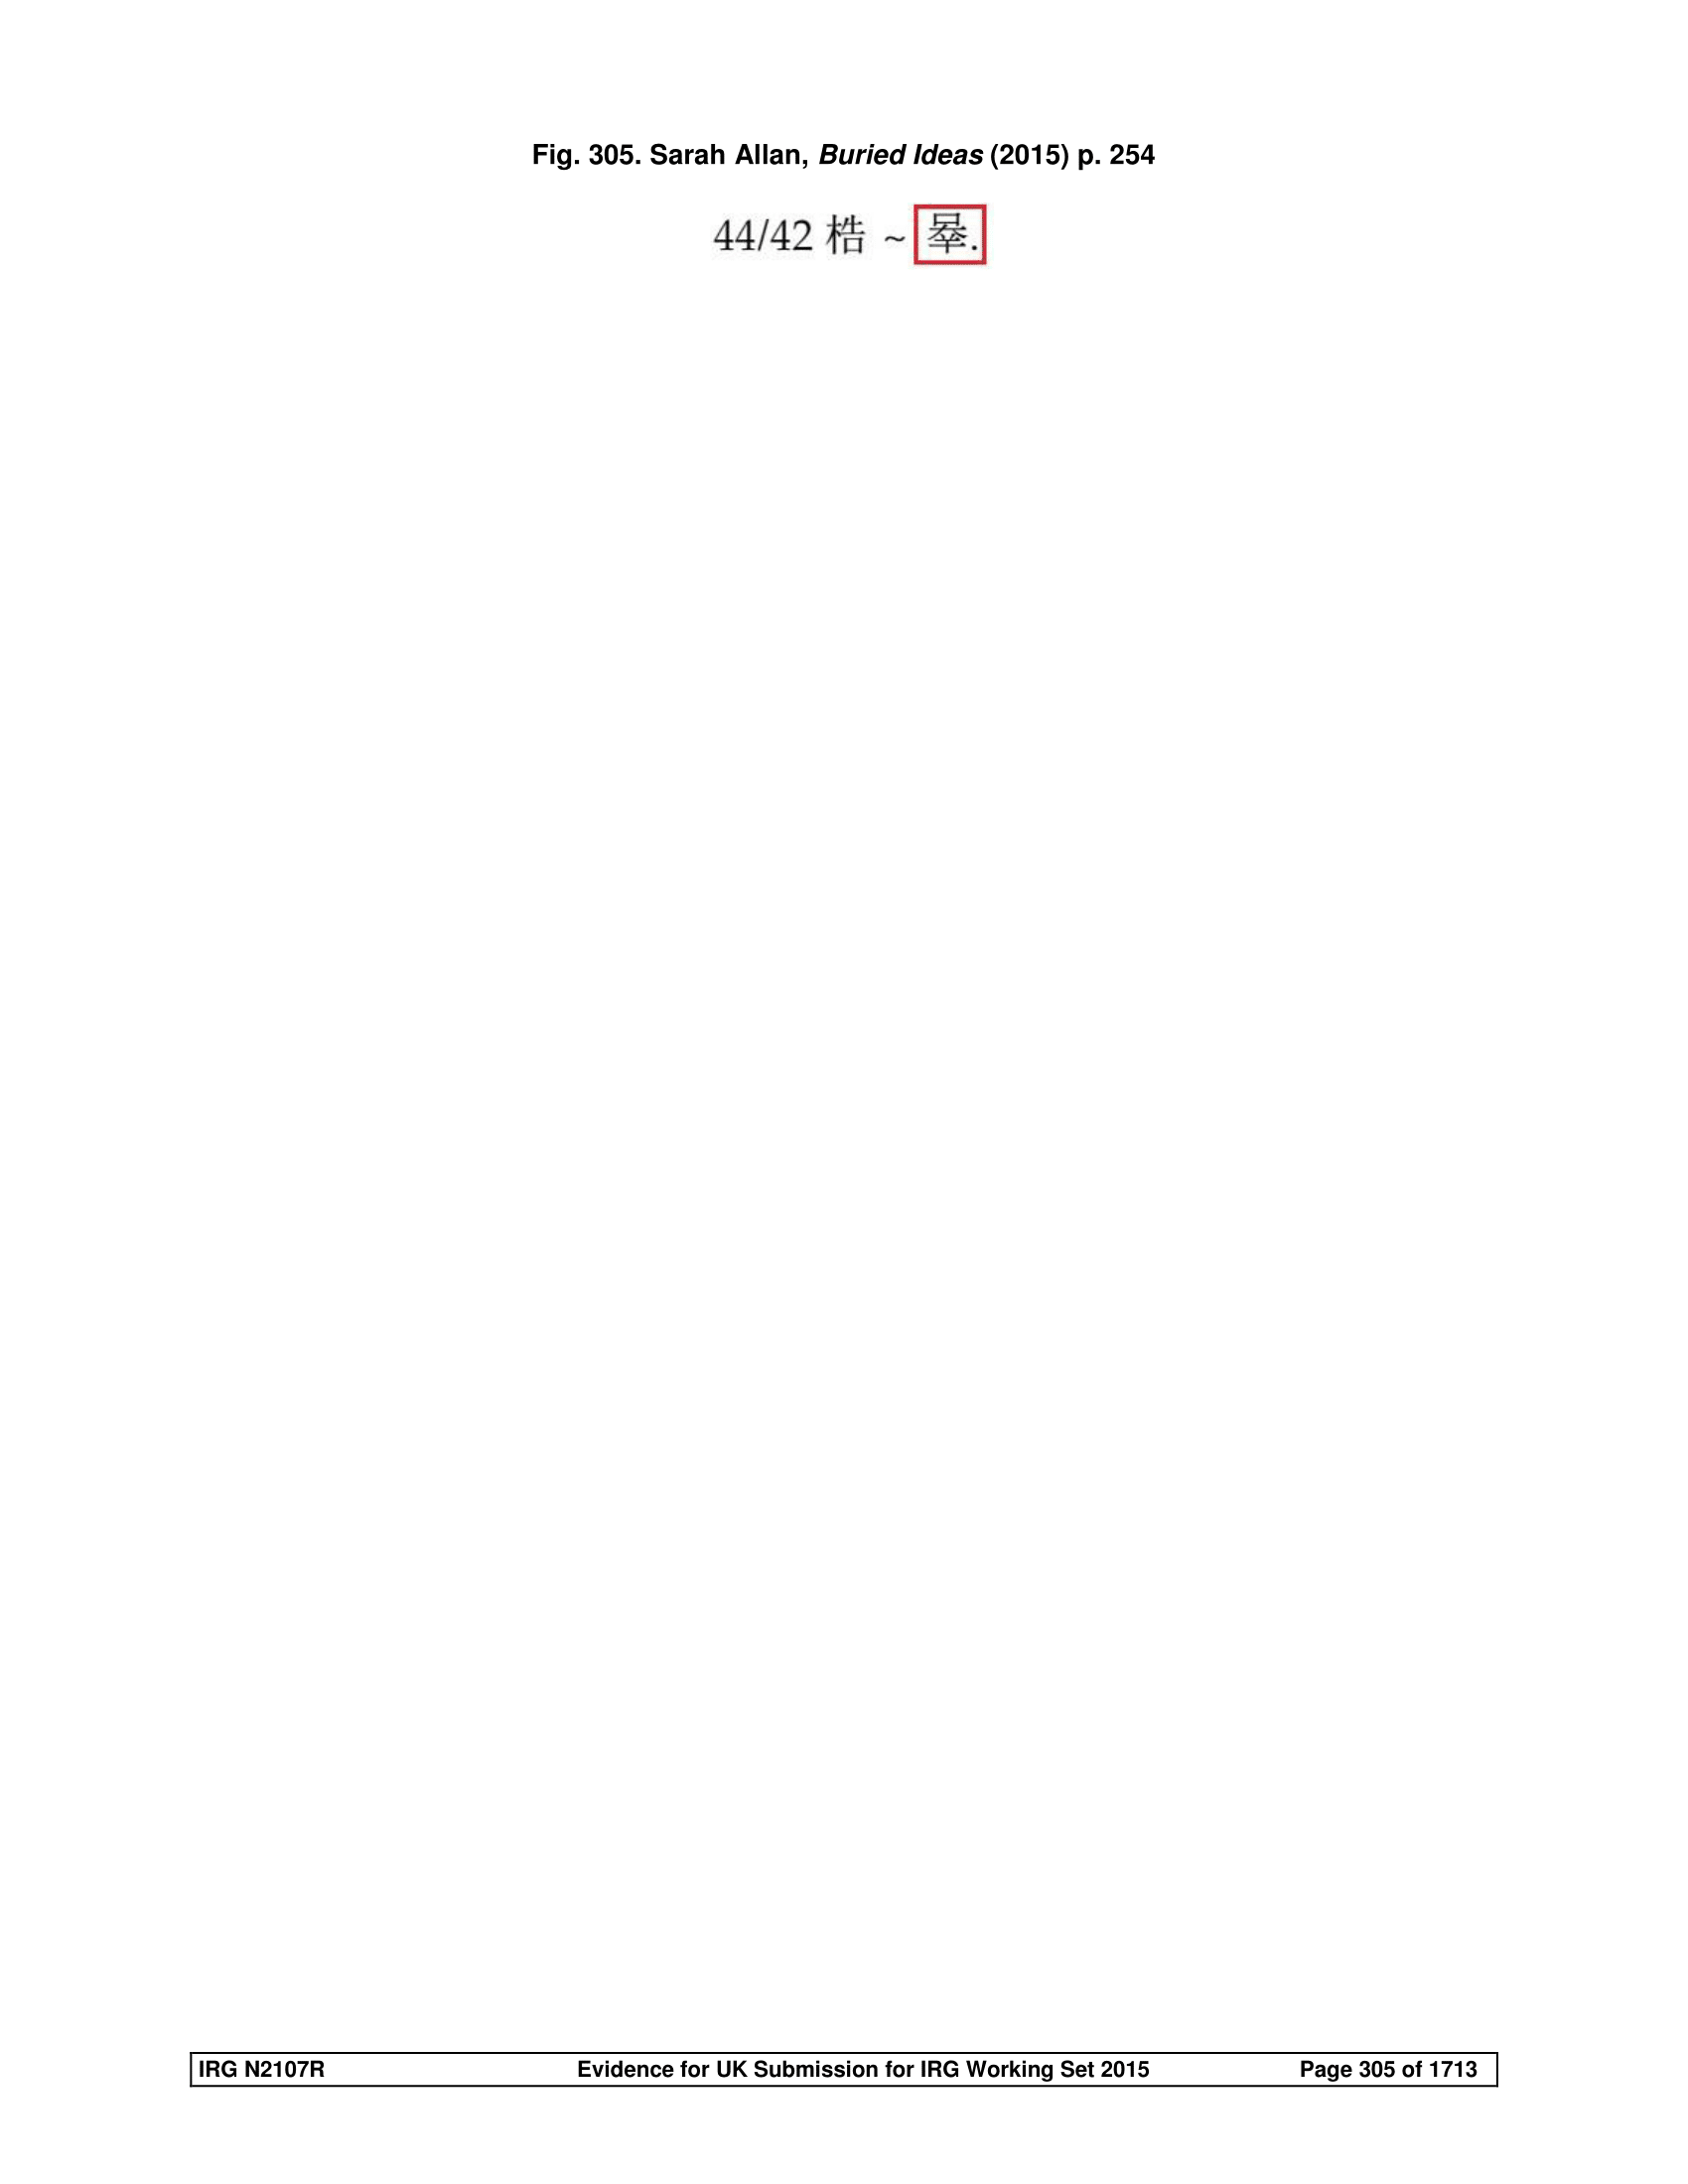 Fig. 305. Sarah Allan, Buried Ideas (2015) p. 254
44/42 梏 ~ .
IRG N2107R Evidence for UK Submission for IRG Working Set 2015 Page 305 of 1713